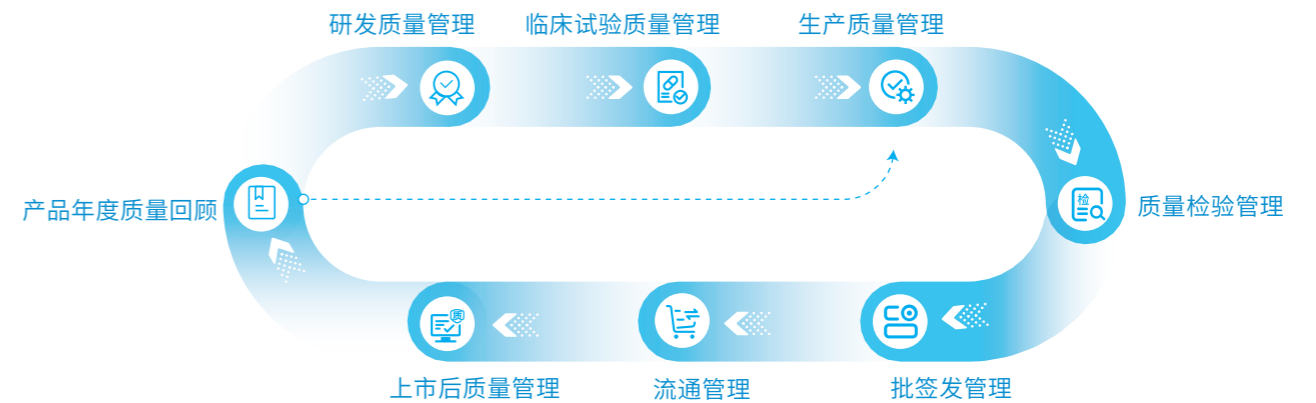 研发质量管理
临床试验质量管理
生产质量管理
检
质量检验管理
产品年度质量回顾
质
上市后质量管理
流通管理
批签发管理